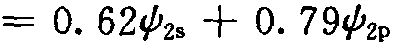 = 0. 62ψ₂ₛ + 0. 79ψ₂ₚ